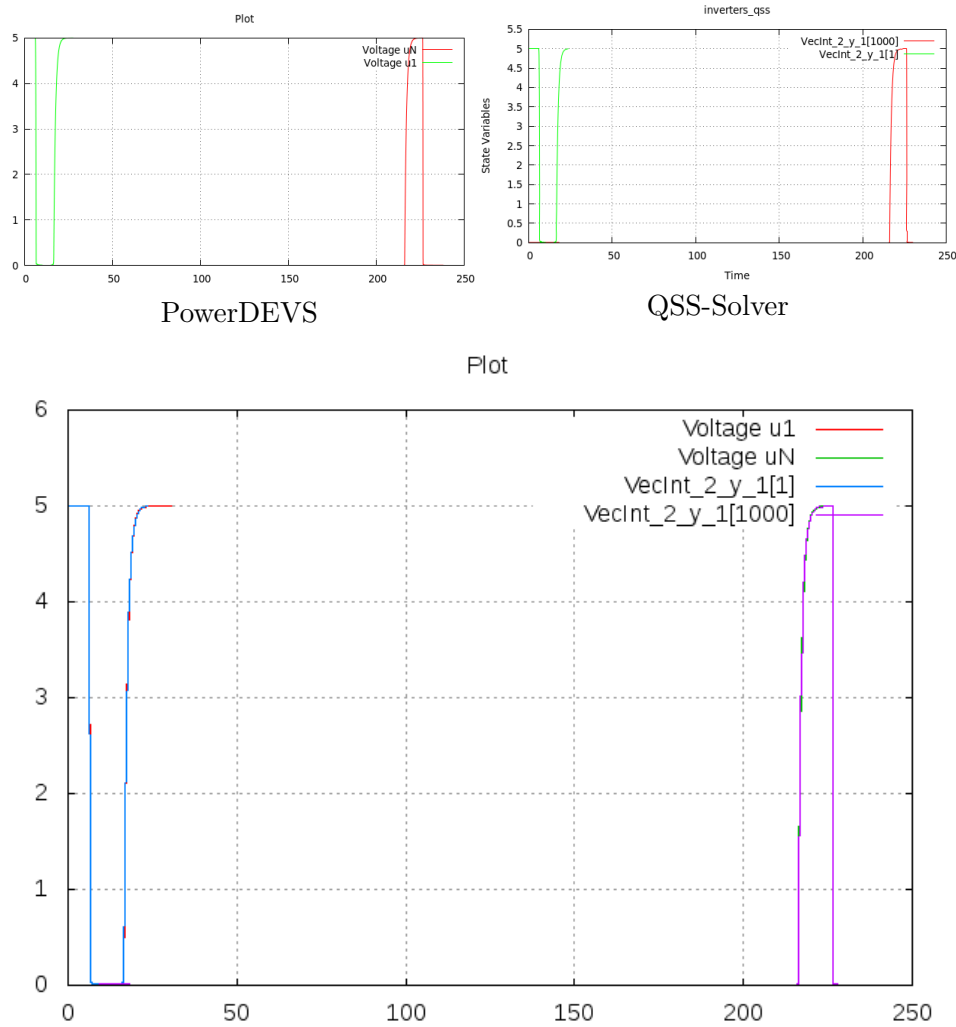 Plot
5
4
3
2
1
0
0 50 100 150 200 250
Voltage uN
Voltage u1
PowerDEVS
inverters_qss
State Variables
5.5
5
4.5
4
3.5
3
2.5
2
1.5
1
0.5
0
0 50 100 150 200 250
Time
VecInt_2_y_1[1000]
VecInt_2_y_1[1]
QSS-Solver
Plot
6
5
4
3
2
1
0
0 50 100 150 200 250
Voltage u1
Voltage uN
VecInt_2_y_1[1]
VecInt_2_y_1[1000]